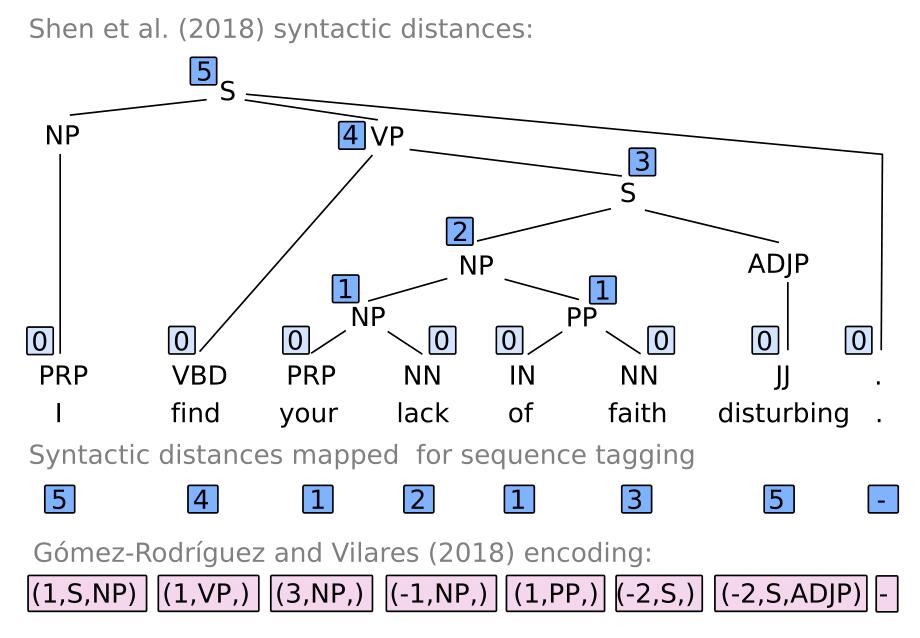 Shen et al. (2018) syntactic distances:
5 S
NP 4 VP
3
S
2
NP ADJP
1 1
NP PP
0 0 0 0 0 0 0 0
PRP VBD PRP NN IN NN JJ .
I find your lack of faith disturbing .
Syntactic distances mapped for sequence tagging
5 4 1 2 1 3 5 -
Gómez-Rodríguez and Vilares (2018) encoding:
(1,S,NP) (1,VP,) (3,NP,) (-1,NP,) (1,PP,) (-2,S,) (-2,S,ADJP) -